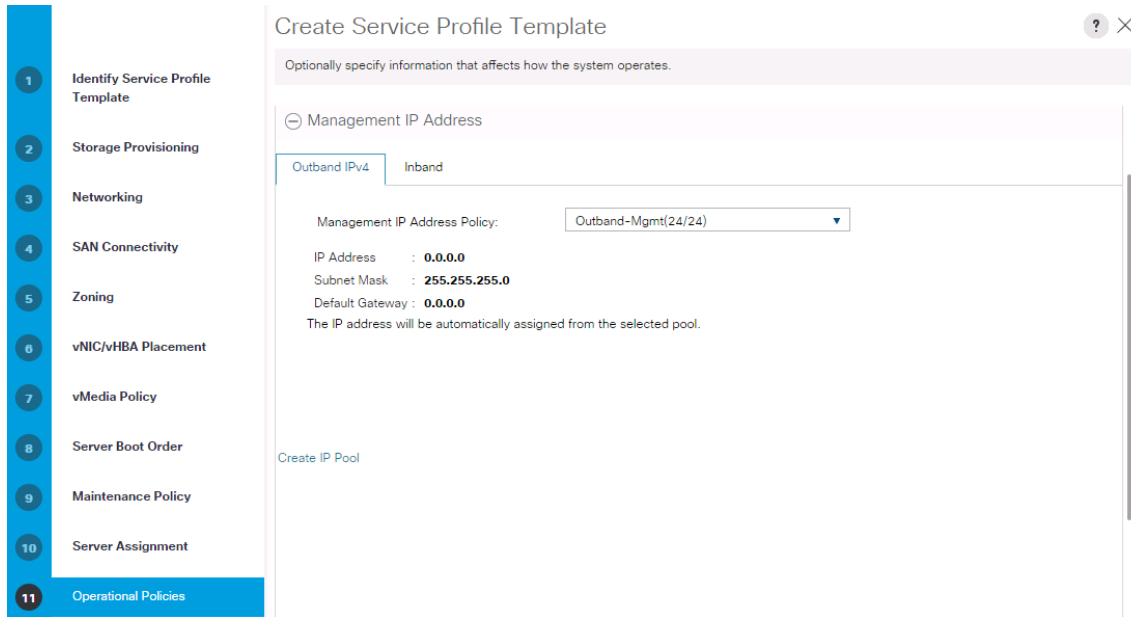 Create Service Profile Template
?
Optionally specify information that affects how the system operates.
1
Identify Service Profile
Template
2
Storage Provisioning
3
Networking
4
SAN Connectivity
5
Zoning
6
vNIC/vHBA Placement
7
vMedia Policy
8
Server Boot Order
9
Maintenance Policy
10
Server Assignment
11
Operational Policies
Management IP Address
Outband IPv4 Inband
Management IP Address Policy: Outband-Mgmt(24/24)
IP Address : 0.0.0.0
Subnet Mask : 255.255.255.0
Default Gateway : 0.0.0.0
The IP address will be automatically assigned from the selected pool.
Create IP Pool